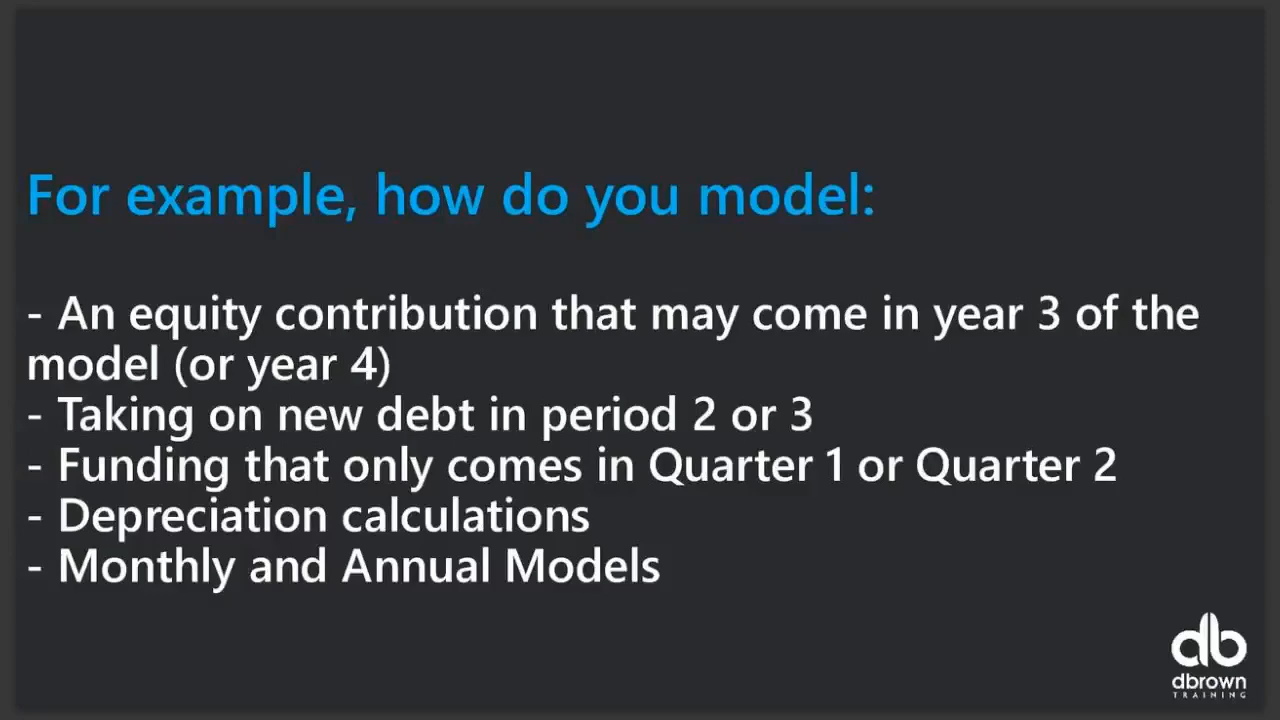 For example, how do you model:
- An equity contribution that may come in year 3 of the
model (or year 4)
- Taking on new debt in period 2 or 3
- Funding that only comes in Quarter 1 or Quarter 2
- Depreciation calculations
- Monthly and Annual Models
db
dbrown
TRAINING